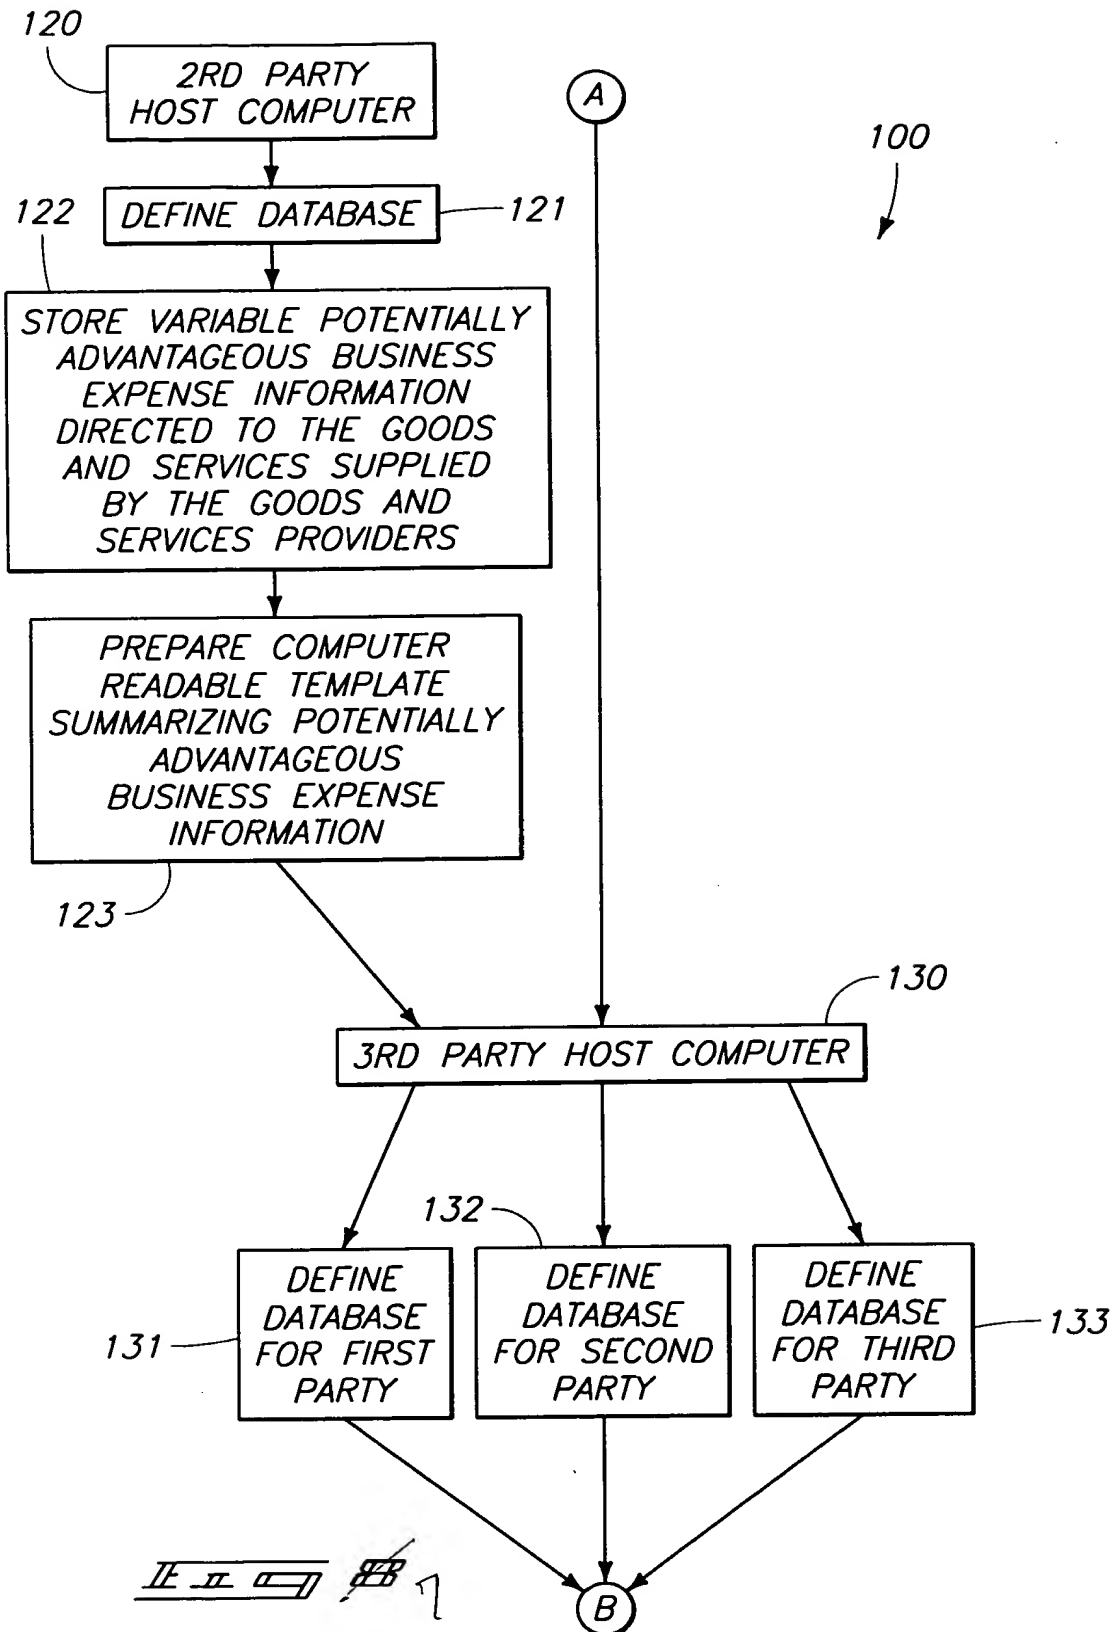 120
2RD PARTY
HOST COMPUTER
A
100
122
DEFINE DATABASE
121
STORE VARIABLE POTENTIALLY
ADVANTAGEOUS BUSINESS
EXPENSE INFORMATION
DIRECTED TO THE GOODS
AND SERVICES SUPPLIED
BY THE GOODS AND
SERVICES PROVIDERS
PREPARE COMPUTER
READABLE TEMPLATE
SUMMARIZING POTENTIALLY
ADVANTAGEOUS
BUSINESS EXPENSE
INFORMATION
123
130
3RD PARTY HOST COMPUTER
132
DEFINE
DATABASE
FOR FIRST
PARTY
131
DEFINE
DATABASE
FOR SECOND
PARTY
DEFINE
DATABASE
FOR THIRD
PARTY
133
Fig 8 7
B